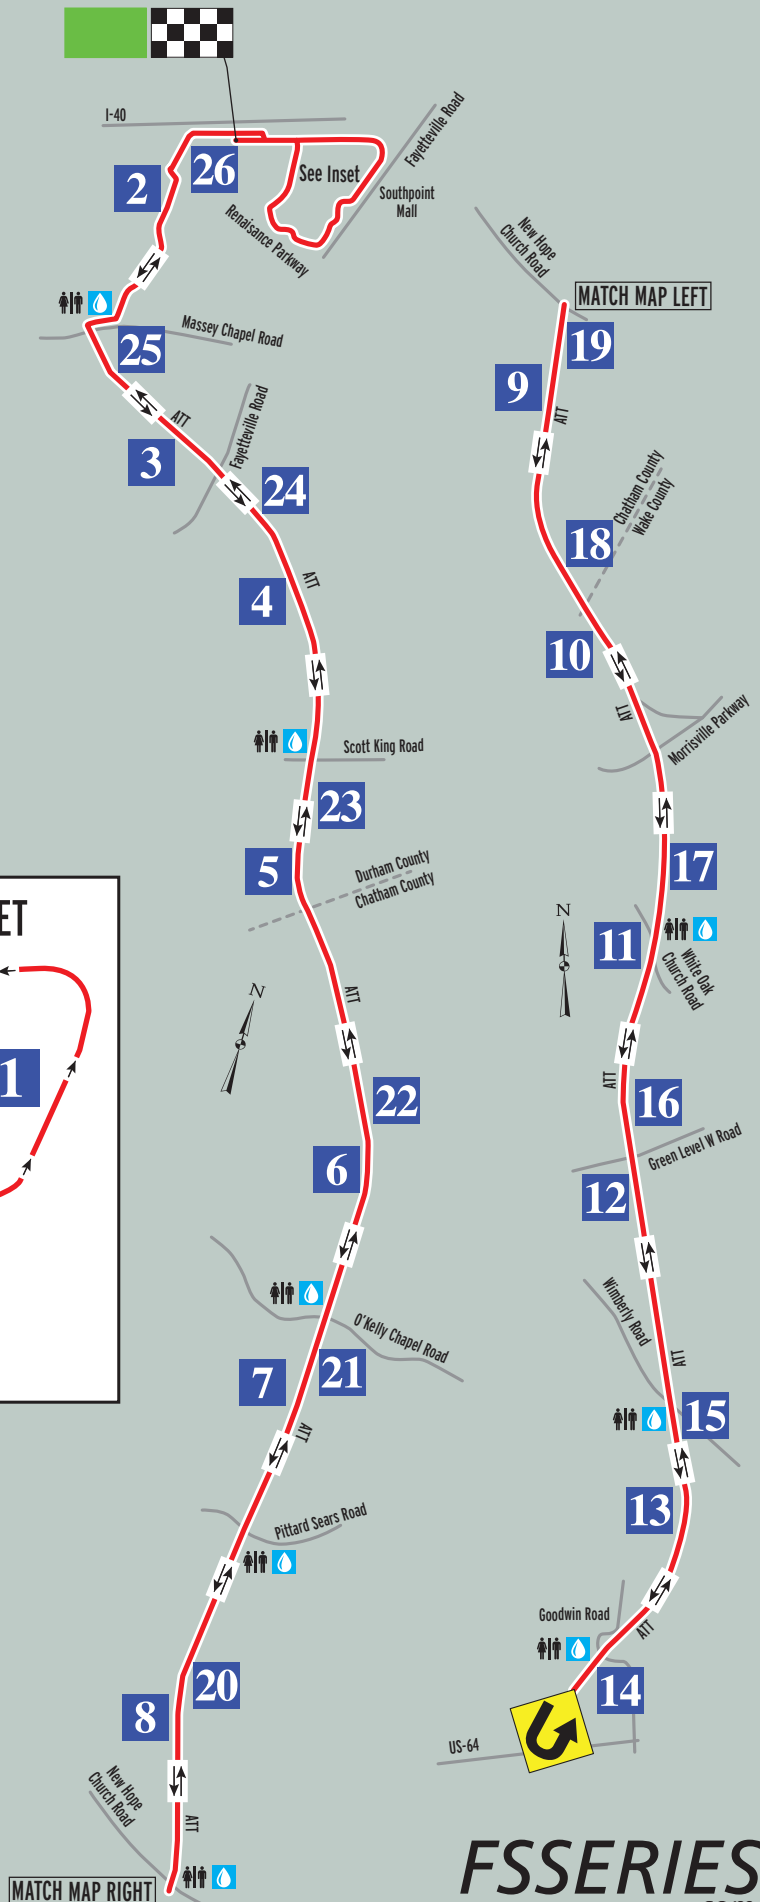 I-40
2
26
See Inset
Fayetteville Road
Southpoint
Mall
Renaisance Parkway
25
Massey Chapel Road
ATT
3
Fayetteville Road
24
4
ATT
Scott King Road
23
5
Durham County
Chatham County
ET
1
N
ATT
22
6
O'Kelly Chapel Road
7
21
ATT
Pittard Sears Road
20
8
New Hope
Church Road
ATT
MATCH MAP RIGHT
New Hope
Church Road
MATCH MAP LEFT
19
9
ATT
Chatham County
Wake County
18
10
ATT
Morrisville Parkway
17
N
11
White Oak
Church Road
ATT
16
Green Level W Road
12
Wimberly Road
ATT
15
13
Goodwin Road
ATT
14
US-64
FSSERIES